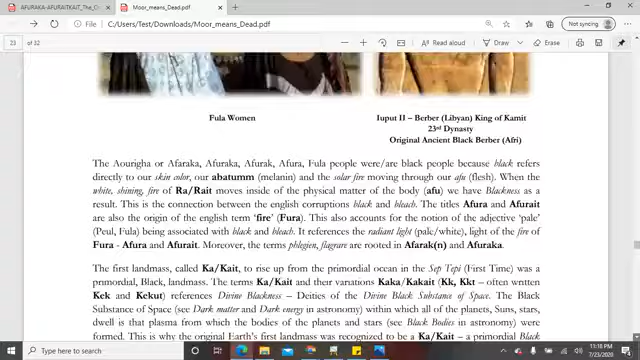 AFURAKA-AFURAITKAIT_The_O
Moor_means_Dead.pdf
File
C:/Users/Test/Downloads/Moor_means_Dead.pdf
Not syncing
23 of 32
Read aloud
Draw
Erase
Fula Women
Iuput II – Berber (Libyan) King of Kamit
23rd Dynasty
Original Ancient Black Berber (Afri)
The Aourigha or Afaraka, Afuraka, Afurak, Afura, Fula people were/are black people because black refers
directly to our skin color, our abatumm (melanin) and the solar fire moving through our afu (flesh). When the
white, shining, fire of Ra/Rait moves inside of the physical matter of the body (afu) we have Blackness as a
result. This is the connection between the english corruptions black and bleach. The titles Afura and Afurait
are also the origin of the english term 'fire' (Fura). This also accounts for the notion of the adjective 'pale'
(Peul, Fula) being associated with black and bleach. It references the radiant light (pale/white), light of the fire of
Fura - Afura and Afurait. Moreover, the terms phlegien, flagrare are rooted in Afarak(n) and Afuraka.
The first landmass, called Ka/Kait, to rise up from the primordial ocean in the Sep Tepi (First Time) was a
primordial, Black, landmass. The terms Ka/Kait and their variations Kaka/Kakait (Kk, Kkt – often written
Kek and Kekut) references Divine Blackness – Deities of the Divine Black Substance of Space. The Black
Substance of Space (see Dark matter and Dark energy in astronomy) within which all of the planets, Suns, stars,
dwell is that plasma from which the bodies of the planets and stars (see Black Bodies in astronomy) were
formed. This is why the original Earth's first landmass was recognized to be a Ka/Kait – a primordial Black
Type here to search
11:18 PM
7/23/2020